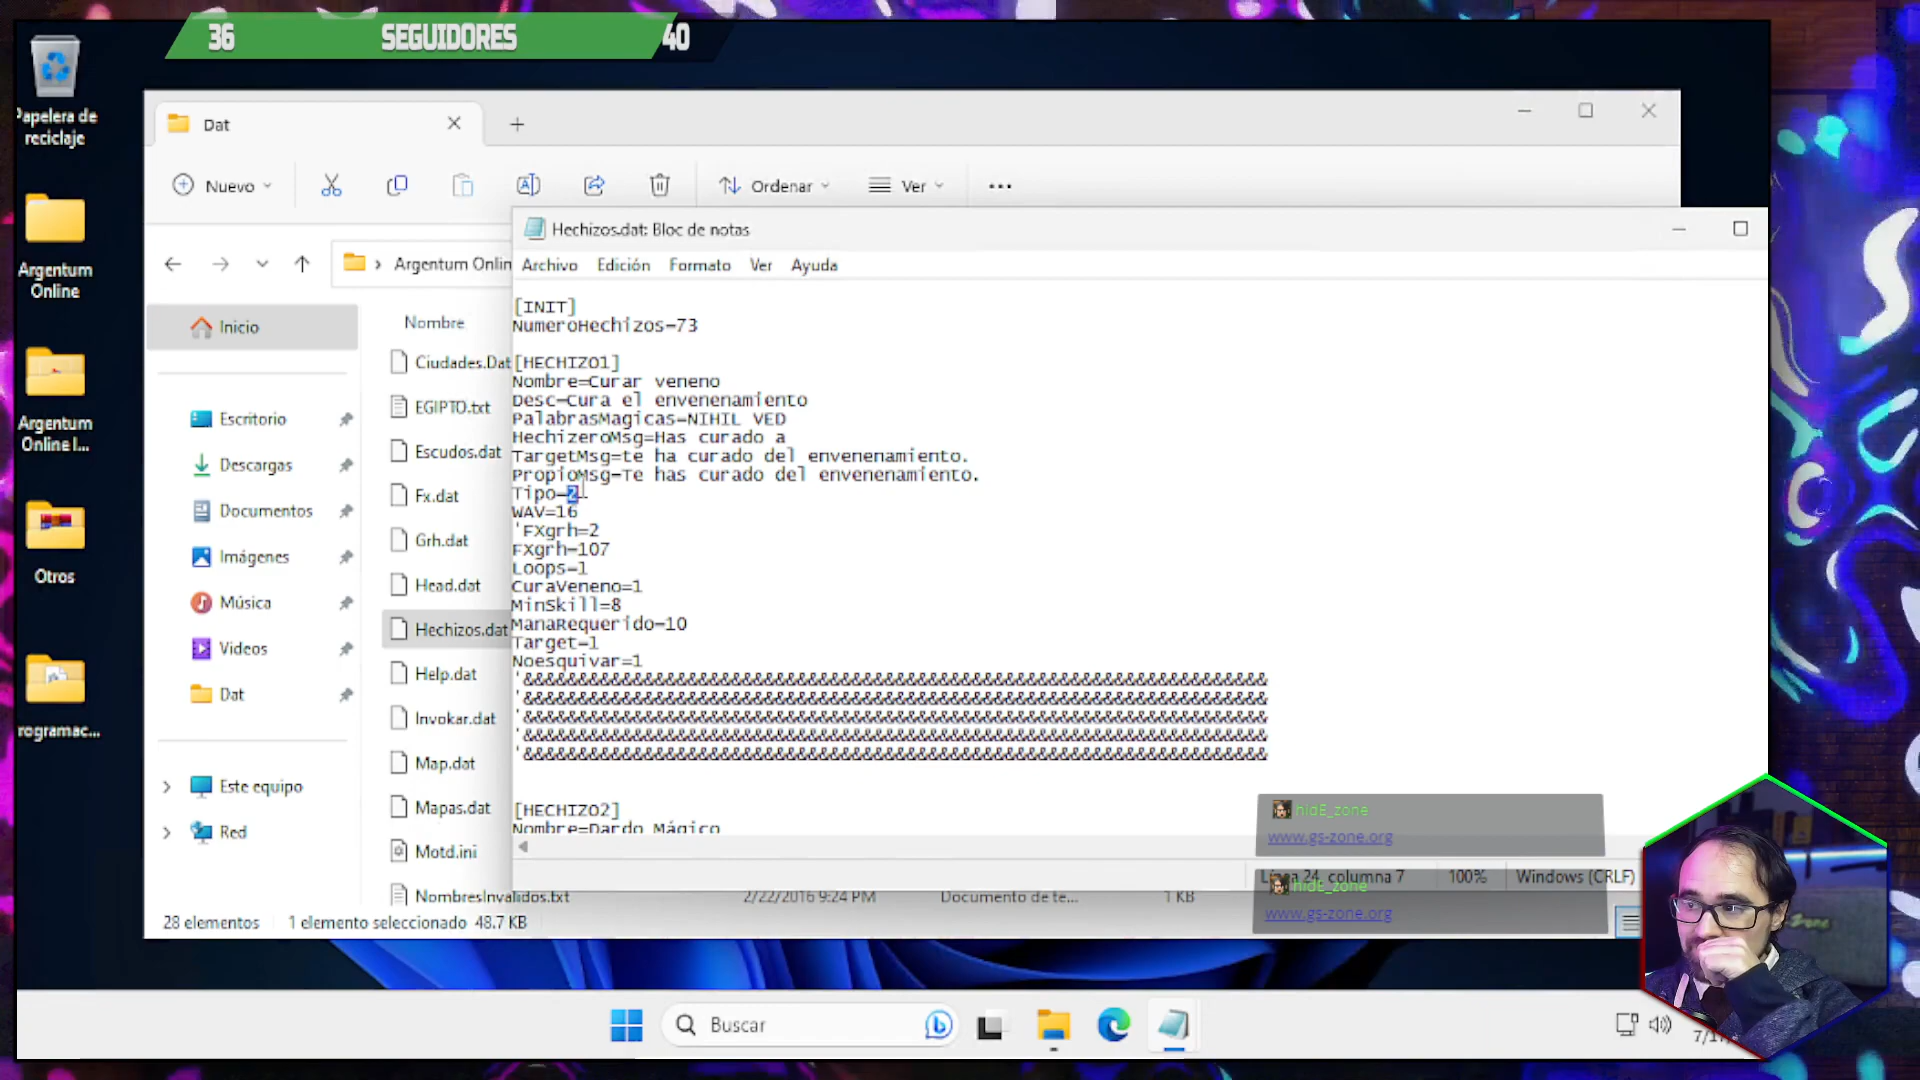 36 SEGUIDORES 40
Papelera de
reciclaje
Argentum
Online
Argentum
Online I...
Otros
rogramac...
Dat
Nuevo
Ordenar
Ver
Argentum Onlin
Inicio
Escritorio
Descargas
Documentos
Imágenes
Música
Videos
Dat
Este equipo
Red
Nombre
Ciudades.Dat
EGIPTO.txt
Escudos.dat
Fx.dat
Grh.dat
Head.dat
Hechizos.dat
Help.dat
Invokar.dat
Map.dat
Mapas.dat
Motd.ini
NombresInvalidos.txt 2/22/2016 9:24 PM Documento de te... 1 KB
28 elementos 1 elemento seleccionado 48.7 KB
Hechizos.dat: Bloc de notas
Archivo Edición Formato Ver Ayuda
[INIT]
NumeroHechizos=73
[HECHIZO1]
Nombre=Curar veneno
Desc=Cura el envenenamiento
PalabrasMagicas=NIHIL VED
HechizeroMsg=Has curado a
TargetMsg=te ha curado del envenenamiento.
PropioMsg=Te has curado del envenenamiento.
Tipo=2
WAV=16
'FXgrh=2
FXgrh=107
Loops=1
CuraVeneno=1
MinSkill=8
ManaRequerido=10
Target=1
Noesquivar=1
[HECHIZO2]
Nombre=Dardo Mágico
Línea 24, columna 7 100% Windows (CRLF)
hidE_zone
www.gs-zone.org
hidE_zone
www.gs-zone.org
Buscar